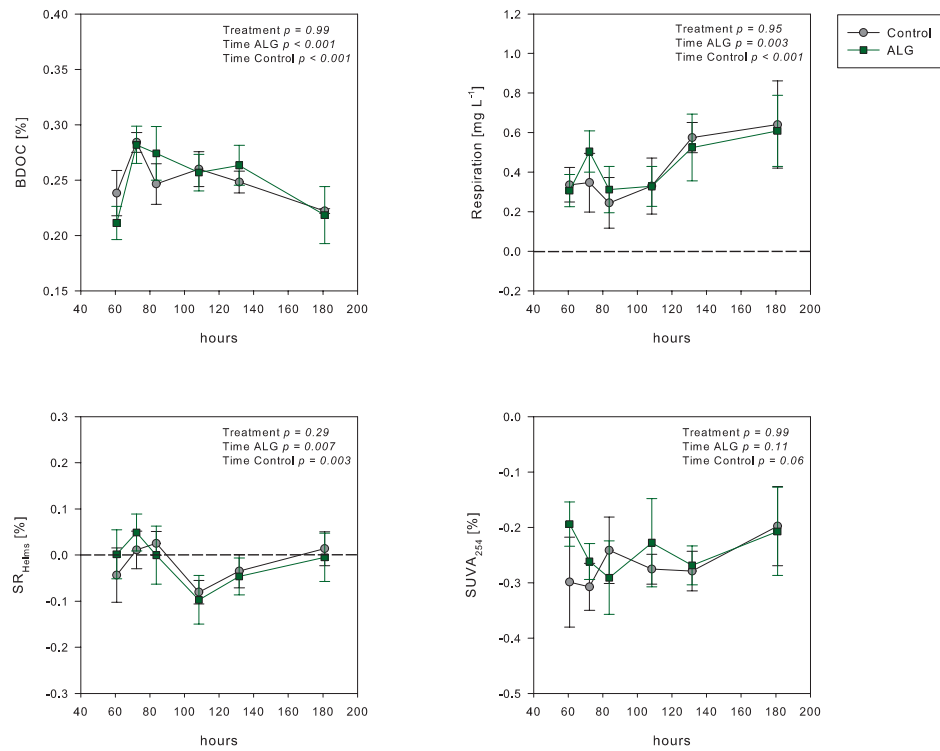 Treatment p = 0.99
Time ALG p < 0.001
Time Control p < 0.001
0.40
0.35
0.30
0.25
0.20
0.15
BDOC [%]
40 60 80 100 120 140 160 180 200
hours
Treatment p = 0.95
Time ALG p = 0.003
Time Control p < 0.001
1.2
1.0
0.8
0.6
0.4
0.2
0.0
-0.2
Respiration [mg L⁻¹]
40 60 80 100 120 140 160 180 200
hours
Control
ALG
Treatment p = 0.29
Time ALG p = 0.007
Time Control p = 0.003
0.3
0.2
0.1
0.0
-0.1
-0.2
-0.3
SR_Helms [%]
40 60 80 100 120 140 160 180 200
hours
Treatment p = 0.99
Time ALG p = 0.11
Time Control p = 0.06
0.0
-0.1
-0.2
-0.3
-0.4
-0.5
SUVA₂₅₄ [%]
40 60 80 100 120 140 160 180 200
hours